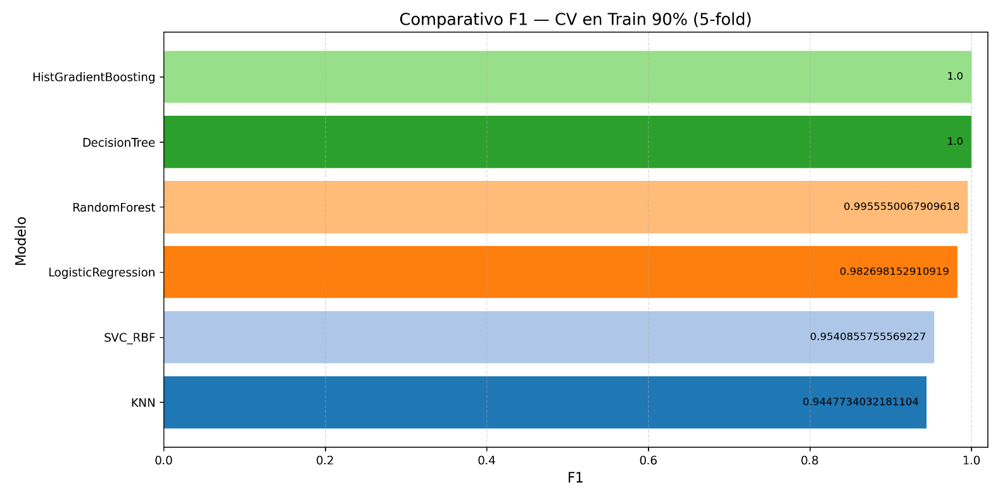 Comparativo F1 — CV en Train 90% (5-fold)
HistGradientBoosting
1.0
DecisionTree
1.0
RandomForest
0.9955550067909618
LogisticRegression
0.982698152910919
SVC_RBF
0.9540855755569227
KNN
0.9447734032181104
Modelo
0.0 0.2 0.4 0.6 0.8 1.0
F1